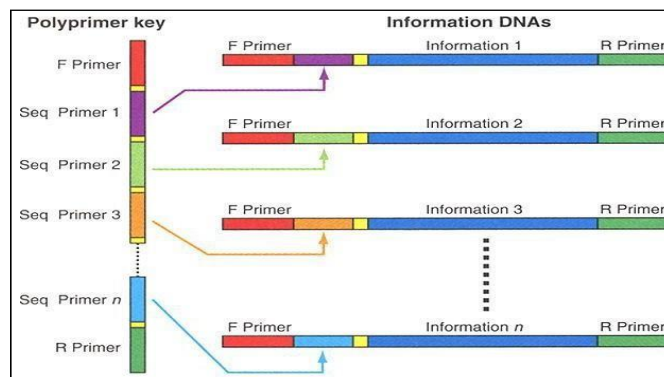 Polyprimer key
Information DNAs
F Primer
Seq Primer 1
Seq Primer 2
Seq Primer 3
Seq Primer n
R Primer
F Primer Information 1 R Primer
F Primer Information 2 R Primer
F Primer Information 3 R Primer
F Primer Information n R Primer